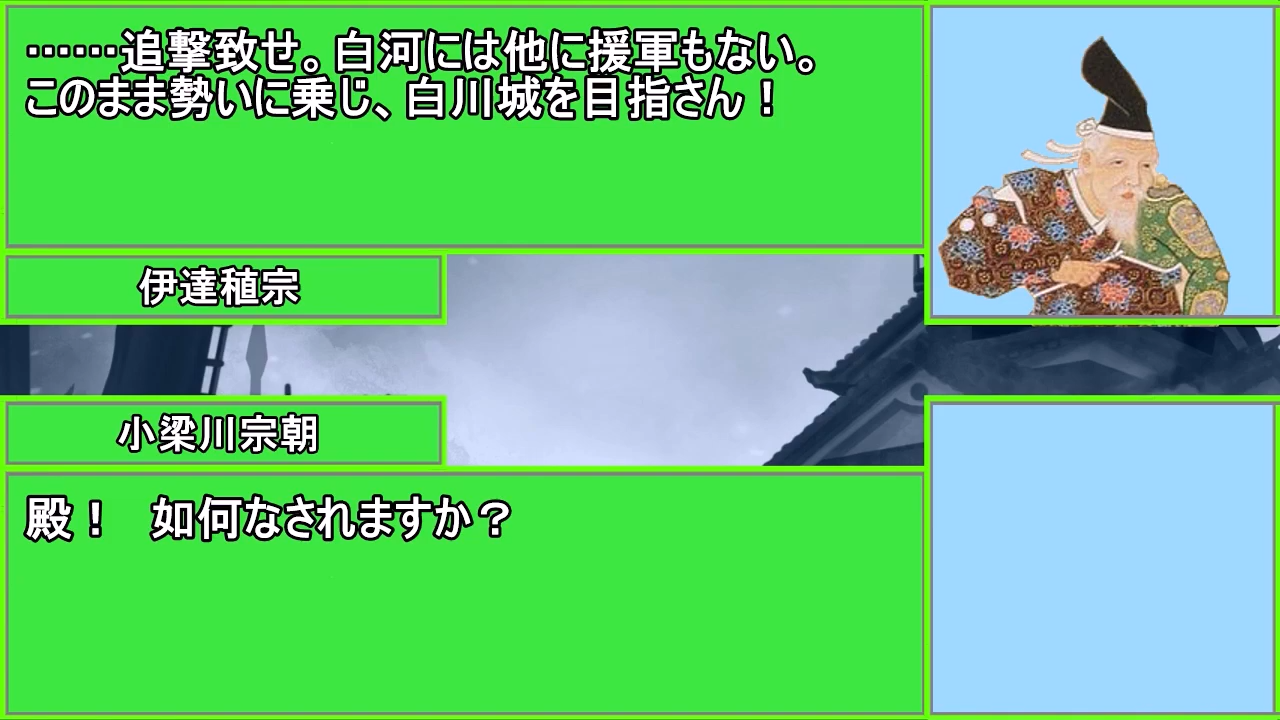 ……追撃致せ。白河には他に援軍もない。
このまま勢いに乗じ、白川城を目指さん！
伊達稙宗
小梁川宗朝
殿！　如何なされますか？